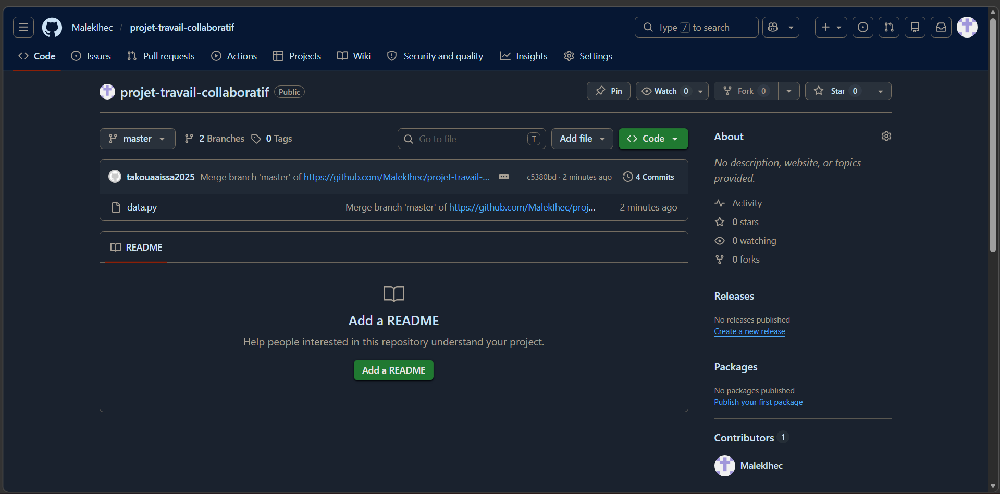 MalekIhec / projet-travail-collaboratif
Type / to search
Code Issues Pull requests Actions Projects Wiki Security and quality Insights Settings
projet-travail-collaboratif Public
Pin Watch 0 Fork 0 Star 0
master 2 Branches 0 Tags Go to file T Add file Code
takouaaissa2025 Merge branch 'master' of https://github.com/MalekIhec/projet-travail-... c5380bd · 2 minutes ago 4 Commits
data.py Merge branch 'master' of https://github.com/MalekIhec/proj... 2 minutes ago
README
Add a README
Help people interested in this repository understand your project.
Add a README
About
No description, website, or topics
provided.
Activity
0 stars
0 watching
0 forks
Releases
No releases published
Create a new release
Packages
No packages published
Publish your first package
Contributors 1
MalekIhec